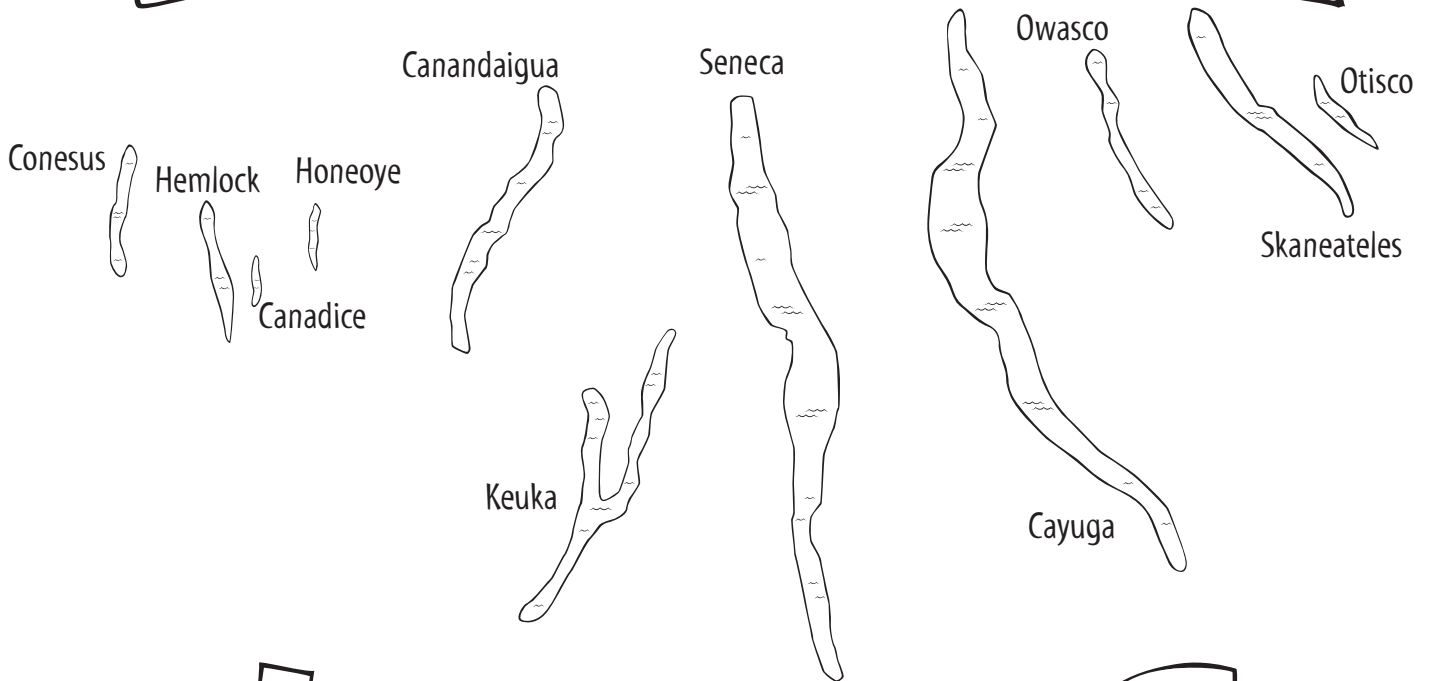 Owasco
Canandaigua
Seneca
Otisco
Conesus
Hemlock
Honeoye
Skaneateles
Canadice
Keuka
Cayuga